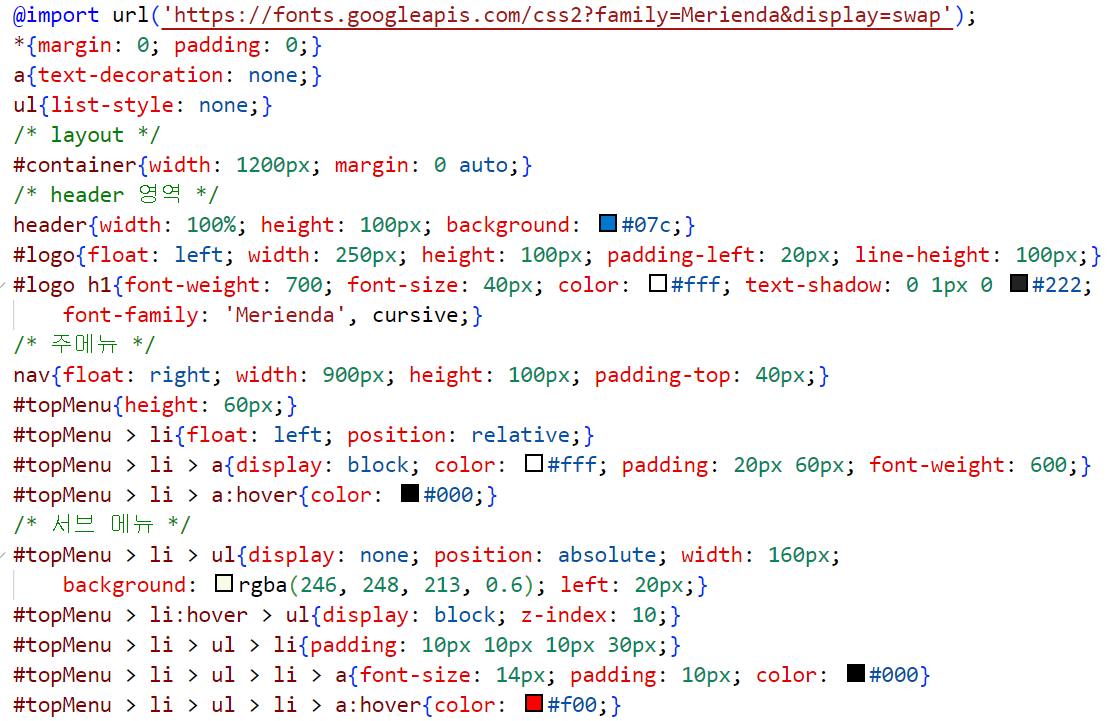 @import url('https://fonts.googleapis.com/css2?family=Merienda&display=swap');
*{margin: 0; padding: 0;}
a{text-decoration: none;}
ul{list-style: none;}
/* layout */
#container{width: 1200px; margin: 0 auto;}
/* header 영역 */
header{width: 100%; height: 100px; background: #07c;}
#logo{float: left; width: 250px; height: 100px; padding-left: 20px; line-height: 100px;}
#logo h1{font-weight: 700; font-size: 40px; color: #fff; text-shadow: 0 1px 0 #222;
    font-family: 'Merienda', cursive;}
/* 주메뉴 */
nav{float: right; width: 900px; height: 100px; padding-top: 40px;}
#topMenu{height: 60px;}
#topMenu > li{float: left; position: relative;}
#topMenu > li > a{display: block; color: #fff; padding: 20px 60px; font-weight: 600;}
#topMenu > li > a:hover{color: #000;}
/* 서브 메뉴 */
#topMenu > li > ul{display: none; position: absolute; width: 160px;
    background: rgba(246, 248, 213, 0.6); left: 20px;}
#topMenu > li:hover > ul{display: block; z-index: 10;}
#topMenu > li > ul > li{padding: 10px 10px 10px 30px;}
#topMenu > li > ul > li > a{font-size: 14px; padding: 10px; color: #000}
#topMenu > li > ul > li > a:hover{color: #f00;}